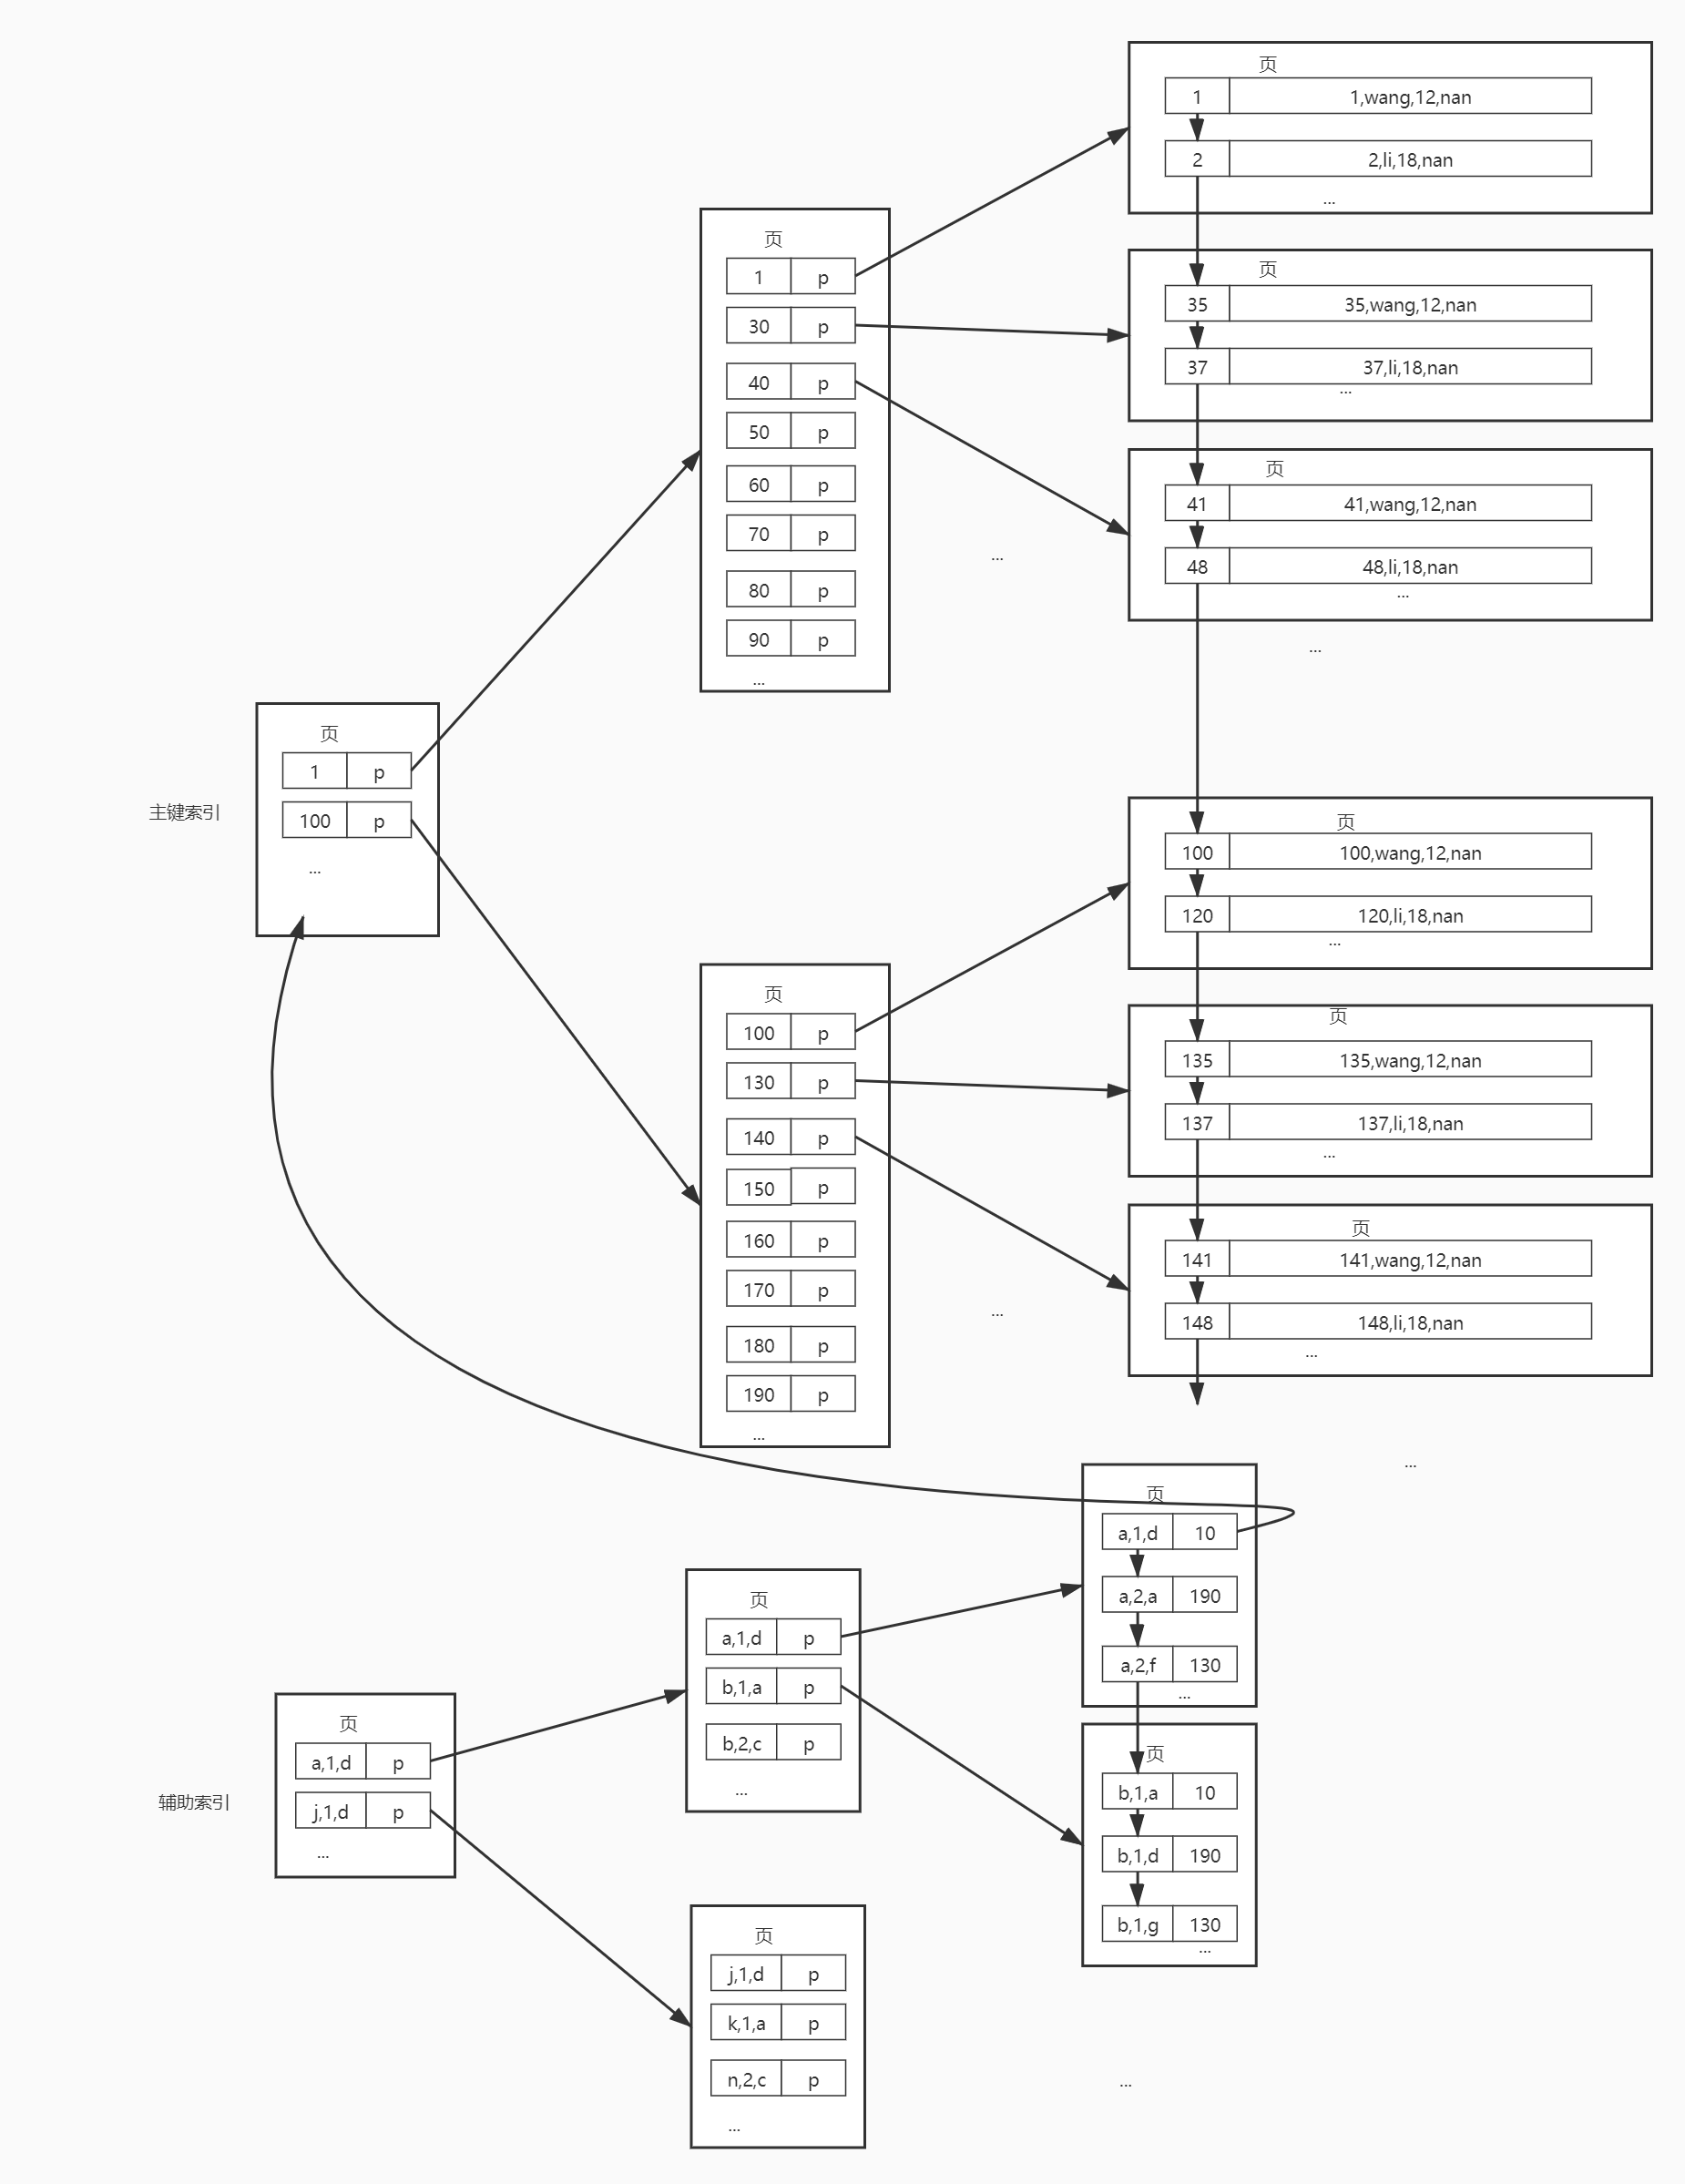 主键索引
页
1 p
100 p
...
页
1 p
30 p
40 p
50 p
60 p
70 p
80 p
90 p
...
...
页
1 1,wang,12,nan
2 2,li,18,nan
...
页
35 35,wang,12,nan
37 37,li,18,nan
...
页
41 41,wang,12,nan
48 48,li,18,nan
...
...
页
100 p
130 p
140 p
150 p
160 p
170 p
180 p
190 p
...
...
页
100 100,wang,12,nan
120 120,li,18,nan
...
页
135 135,wang,12,nan
137 137,li,18,nan
...
页
141 141,wang,12,nan
148 148,li,18,nan
...
...
辅助索引
页
a,1,d p
j,1,d p
...
页
a,1,d p
b,1,a p
b,2,c p
...
页
a,1,d 10
a,2,a 190
a,2,f 130
...
页
b,1,a 10
b,1,d 190
b,1,g 130
...
页
j,1,d p
k,1,a p
n,2,c p
...
...